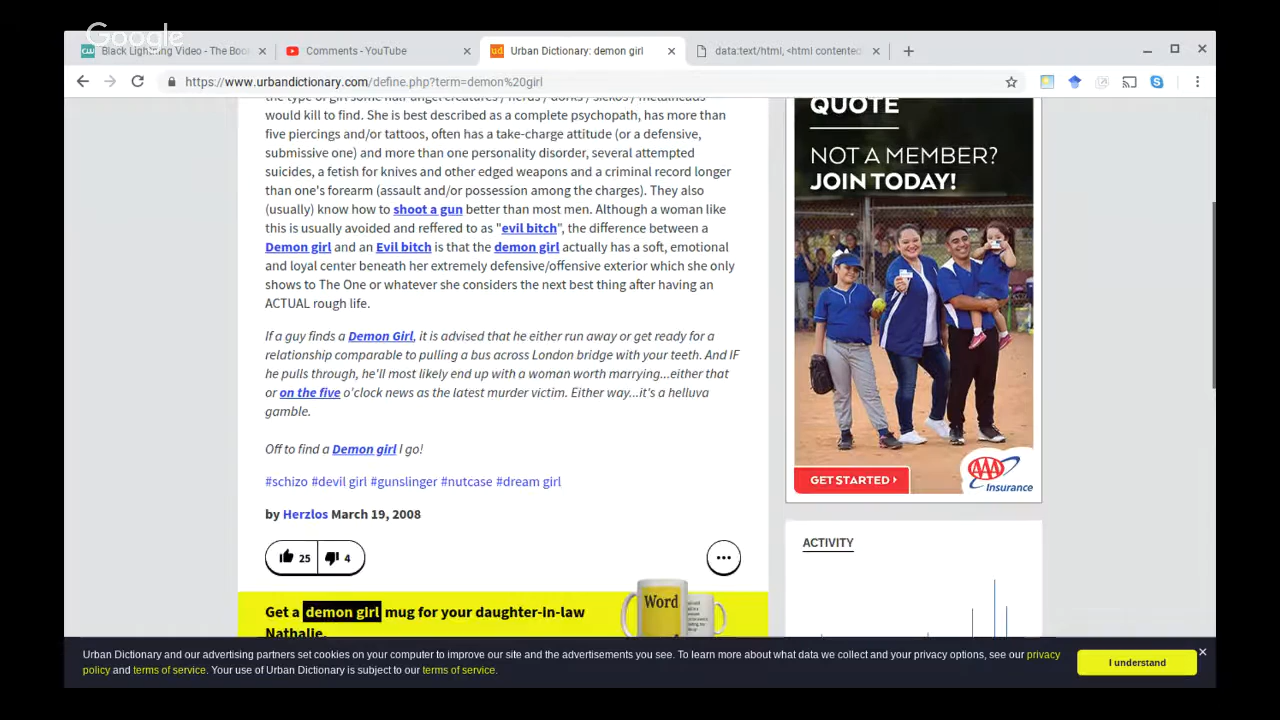 Google
Black Lightning Video - The Boo
Comments - YouTube
Urban Dictionary: demon girl
data:text/html, <html contented
https://www.urbandictionary.com/define.php?term=demon%20girl
the type of girl some half-angel creatures / nerds / dorks / sickos / metalheads
would kill to find. She is best described as a complete psychopath, has more than
five piercings and/or tattoos, often has a take-charge attitude (or a defensive,
submissive one) and more than one personality disorder, several attempted
suicides, a fetish for knives and other edged weapons and a criminal record longer
than one's forearm (assault and/or possession among the charges). They also
(usually) know how to shoot a gun better than most men. Although a woman like
this is usually avoided and reffered to as "evil bitch", the difference between a
Demon girl and an Evil bitch is that the demon girl actually has a soft, emotional
and loyal center beneath her extremely defensive/offensive exterior which she only
shows to The One or whatever she considers the next best thing after having an
ACTUAL rough life.
If a guy finds a Demon Girl, it is advised that he either run away or get ready for a
relationship comparable to pulling a bus across London bridge with your teeth. And IF
he pulls through, he'll most likely end up with a woman worth marrying...either that
or on the five o'clock news as the latest murder victim. Either way...it's a helluva
gamble.
Off to find a Demon girl I go!
#schizo #devil girl #gunslinger #nutcase #dream girl
by Herzlos March 19, 2008
25 4
Get a demon girl mug for your daughter-in-law
Nathalie.
Word
QUOTE
NOT A MEMBER?
JOIN TODAY!
GET STARTED
AAA
Insurance
ACTIVITY
Urban Dictionary and our advertising partners set cookies on your computer to improve our site and the advertisements you see. To learn more about what data we collect and your privacy options, see our privacy
policy and terms of service. Your use of Urban Dictionary is subject to our terms of service.
I understand